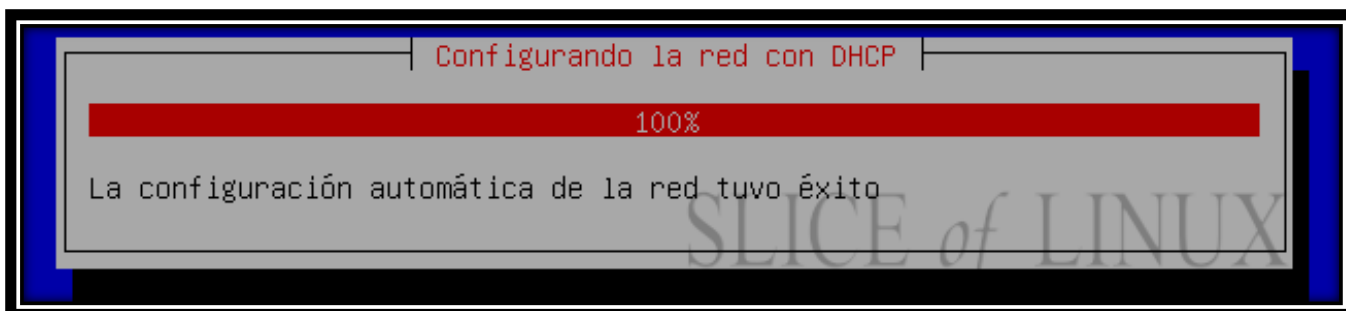 Configurando la red con DHCP
100%
La configuración automática de la red tuvo éxito
SLICE of LINUX